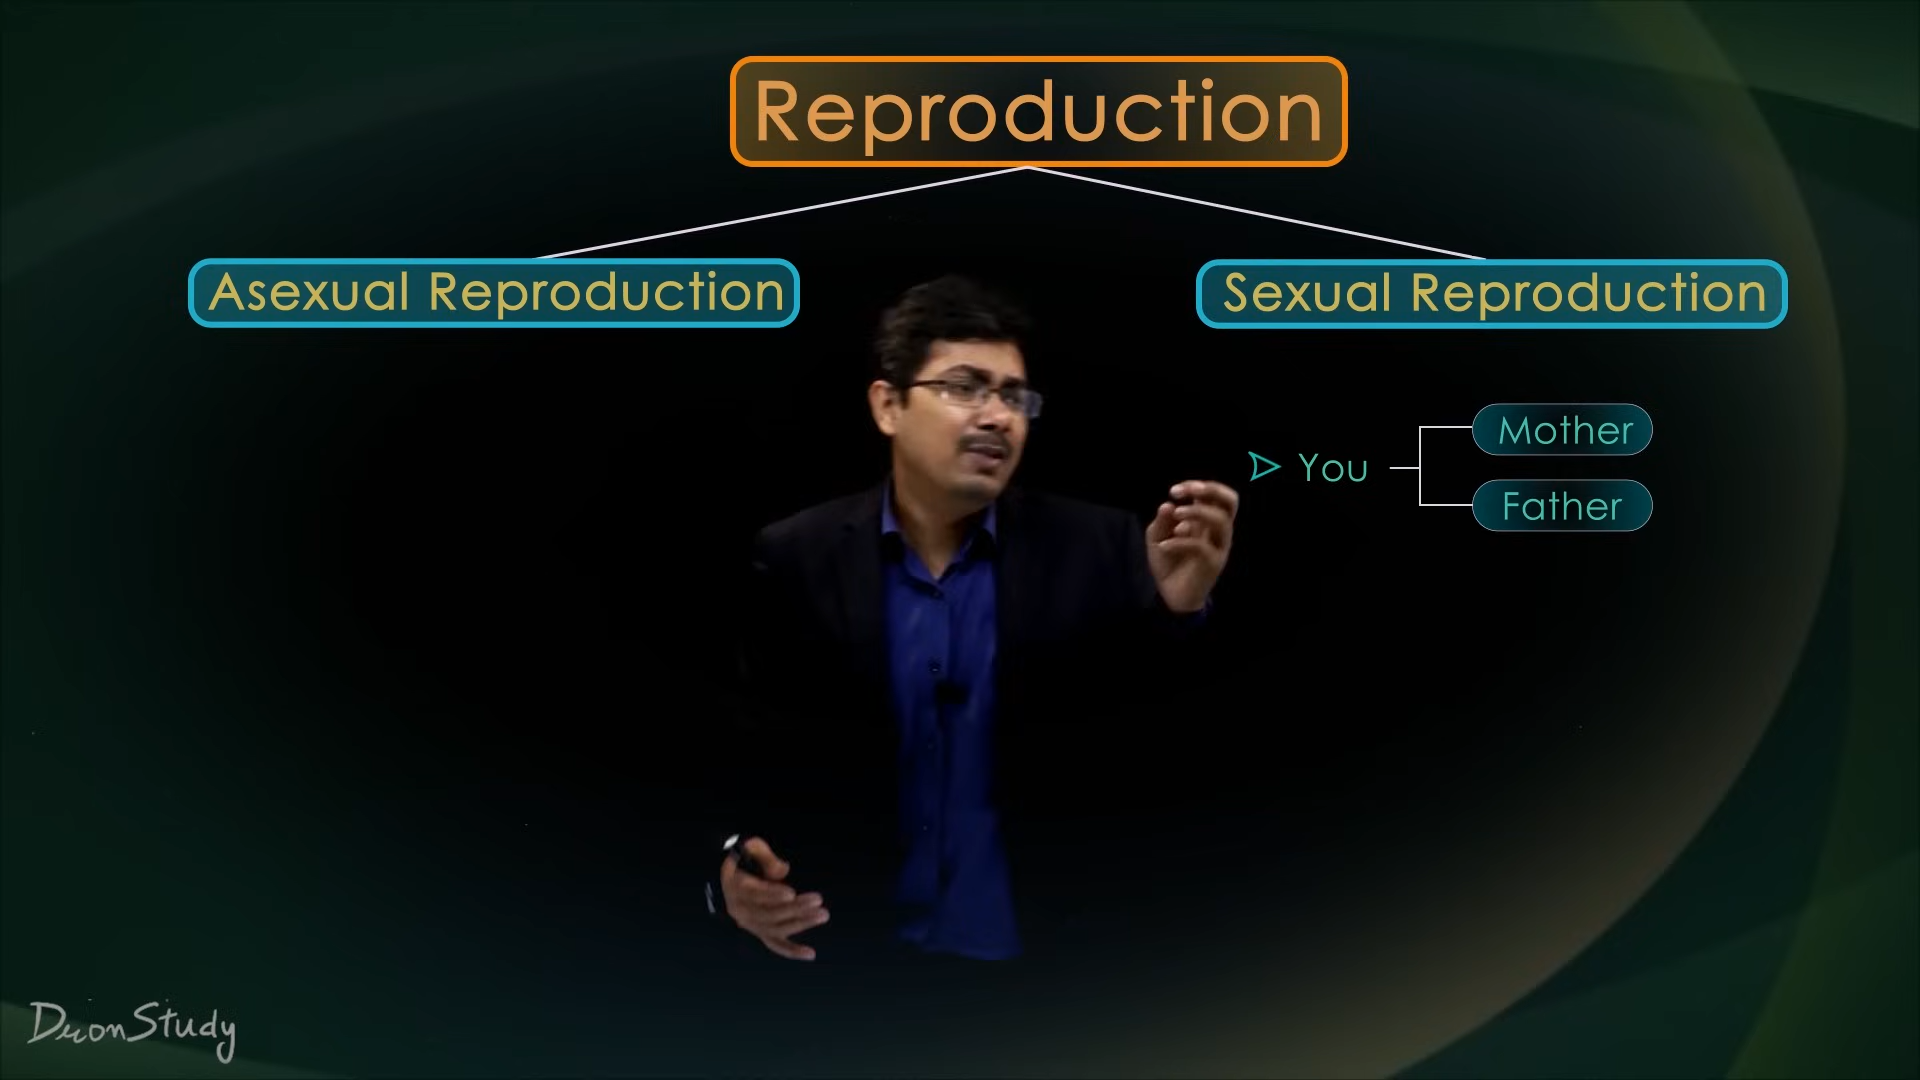 Reproduction
Asexual Reproduction
Sexual Reproduction
You
Mother
Father
DronStudy